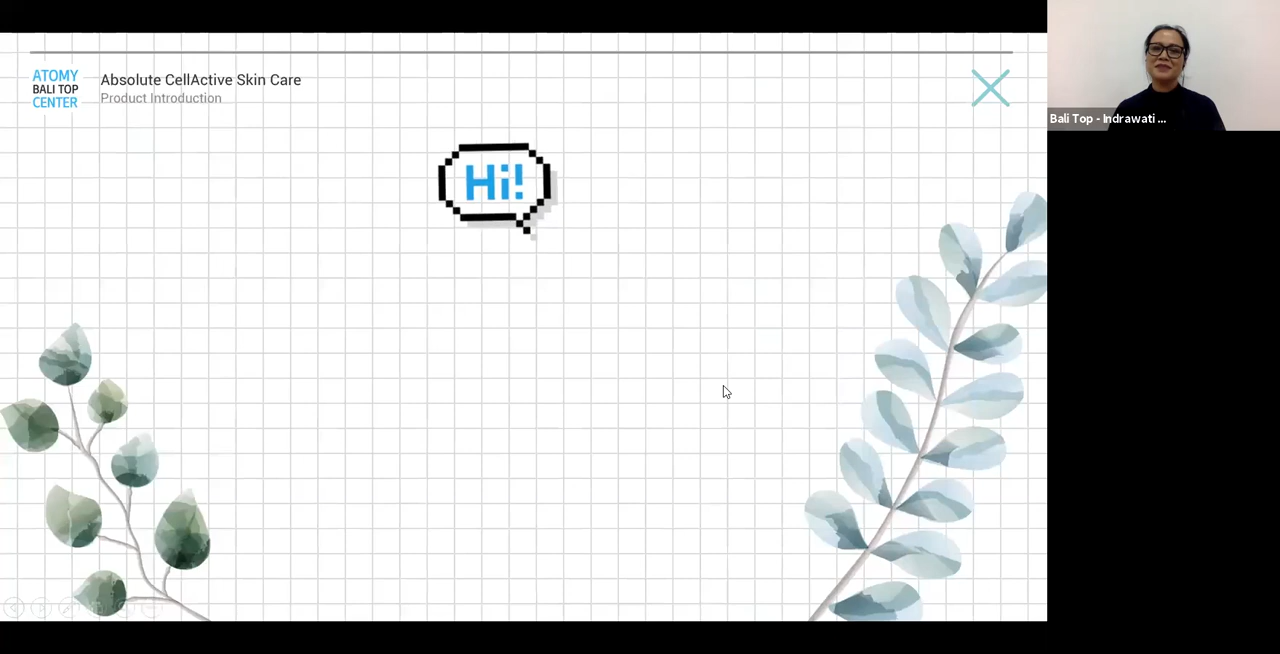 ATOMY
BALI TOP
CENTER
Absolute CellActive Skin Care
Product Introduction
Hi!
Bali Top - Indrawati ...